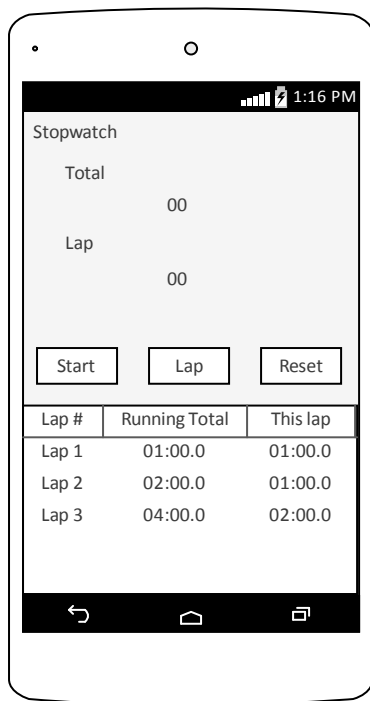 1:16 PM
Stopwatch
Total
00
Lap
00
Start Lap Reset
Lap # Running Total This lap
Lap 1 01:00.0 01:00.0
Lap 2 02:00.0 01:00.0
Lap 3 04:00.0 02:00.0